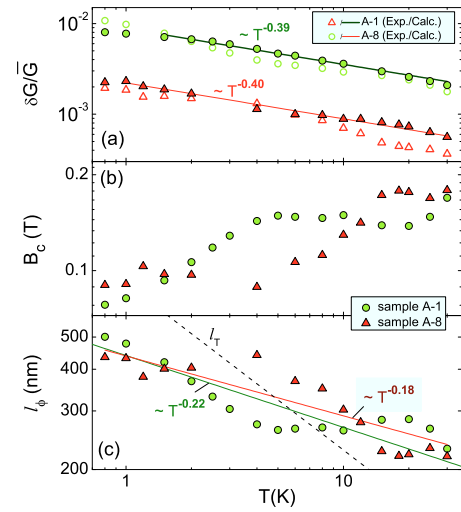 δG/G̅
10⁻²
10⁻³
~ T⁻⁰·³⁹
A-1 (Exp./Calc.)
A-8 (Exp./Calc.)
~ T⁻⁰·⁴⁰
(a)
B_c (T)
0.2
0.1
(b)
sample A-1
sample A-8
l_ϕ (nm)
500
400
300
200
l_T
~ T⁻⁰·²²
~ T⁻⁰·¹⁸
(c)
1
10
T(K)